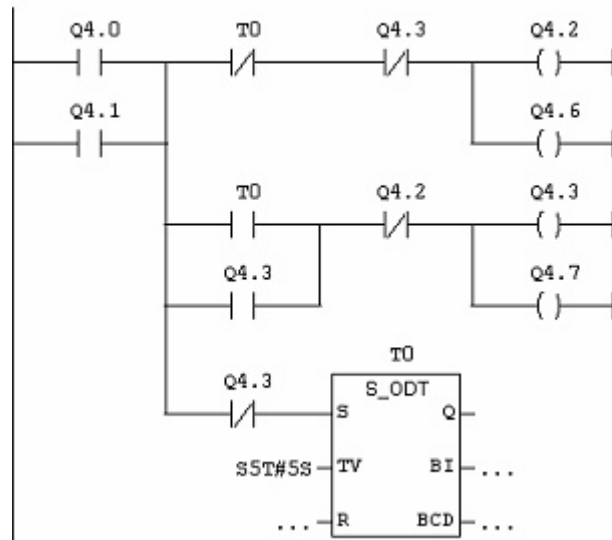 Q4.0 T0 Q4.3 Q4.2
Q4.1 Q4.6
T0 Q4.2 Q4.3
Q4.3 Q4.7
T0
Q4.3 S_ODT
S Q
S5T#5S TV BI ...
... R BCD ...